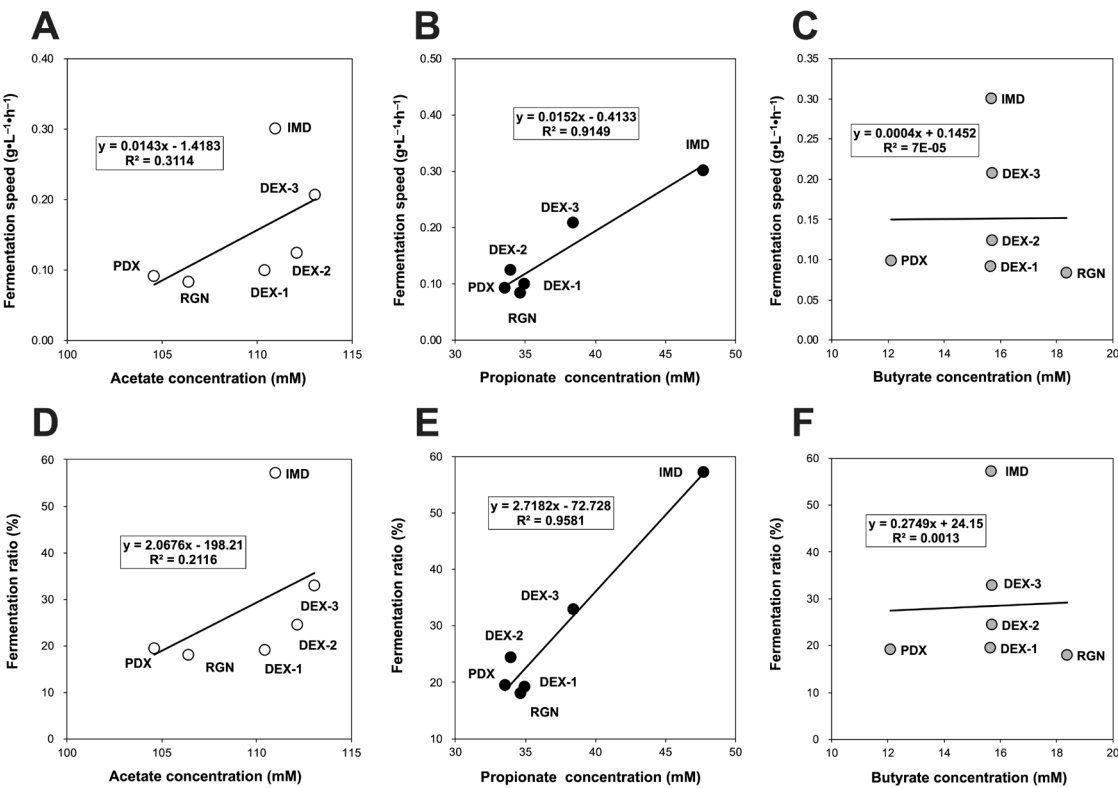 A
Fermentation speed (g•L⁻¹•h⁻¹)
0.40
0.30
0.20
0.10
0.00
y = 0.0143x - 1.4183
R² = 0.3114
IMD
DEX-3
PDX
RGN
DEX-1
DEX-2
100
105
110
115
Acetate concentration (mM)
B
Fermentation speed (g•L⁻¹•h⁻¹)
0.50
0.40
0.30
0.20
0.10
0.00
y = 0.0152x - 0.4133
R² = 0.9149
IMD
DEX-3
DEX-2
PDX
DEX-1
RGN
30
35
40
45
50
Propionate concentration (mM)
C
Fermentation speed (g•L⁻¹•h⁻¹)
0.35
0.30
0.25
0.20
0.15
0.10
0.05
0.00
IMD
y = 0.0004x + 0.1452
R² = 7E-05
DEX-3
DEX-2
PDX
DEX-1
RGN
10
12
14
16
18
20
Butyrate concentration (mM)
D
Fermentation ratio (%)
60
50
40
30
20
10
0
IMD
y = 2.0676x - 198.21
R² = 0.2116
DEX-3
DEX-2
PDX
RGN
DEX-1
100
105
110
115
Acetate concentration (mM)
E
Fermentation ratio (%)
60
50
40
30
20
10
IMD
y = 2.7182x - 72.728
R² = 0.9581
DEX-3
DEX-2
PDX
DEX-1
RGN
30
35
40
45
50
Propionate concentration (mM)
F
Fermentation ratio (%)
60
50
40
30
20
10
0
IMD
y = 0.2749x + 24.15
R² = 0.0013
DEX-3
DEX-2
PDX
DEX-1
RGN
10
12
14
16
18
20
Butyrate concentration (mM)